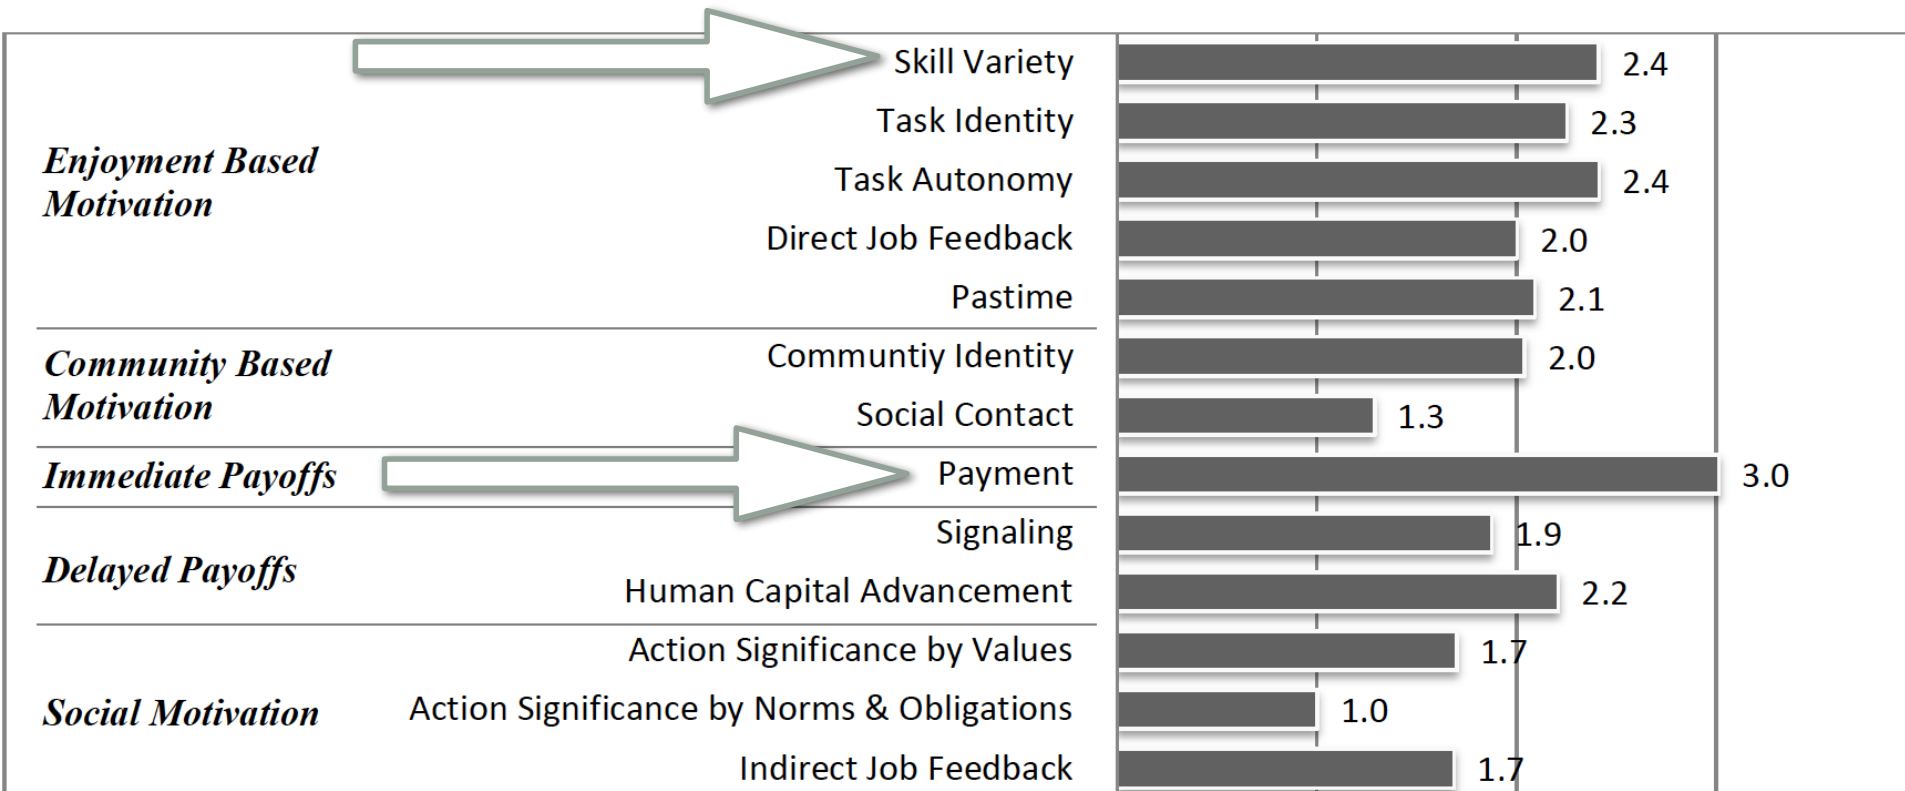 Skill Variety 2.4
Task Identity 2.3
Enjoyment Based
Motivation
Task Autonomy 2.4
Direct Job Feedback 2.0
Pastime 2.1
Community Based
Motivation
Communtiy Identity 2.0
Social Contact 1.3
Immediate Payoffs Payment 3.0
Delayed Payoffs
Signaling 1.9
Human Capital Advancement 2.2
Social Motivation
Action Significance by Values 1.7
Action Significance by Norms & Obligations 1.0
Indirect Job Feedback 1.7